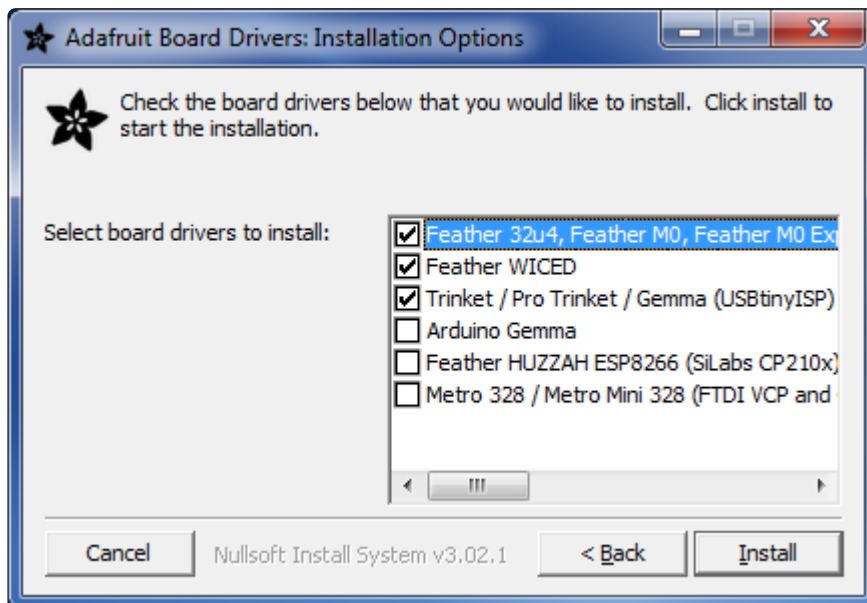 Adafruit Board Drivers: Installation Options
Check the board drivers below that you would like to install. Click install to
start the installation.
Select board drivers to install:
Feather 32u4, Feather M0, Feather M0 Ex
Feather WICED
Trinket / Pro Trinket / Gemma (USBtinyISP)
Arduino Gemma
Feather HUZZAH ESP8266 (SiLabs CP210x)
Metro 328 / Metro Mini 328 (FTDI VCP and
Cancel
Nullsoft Install System v3.02.1
< Back
Install